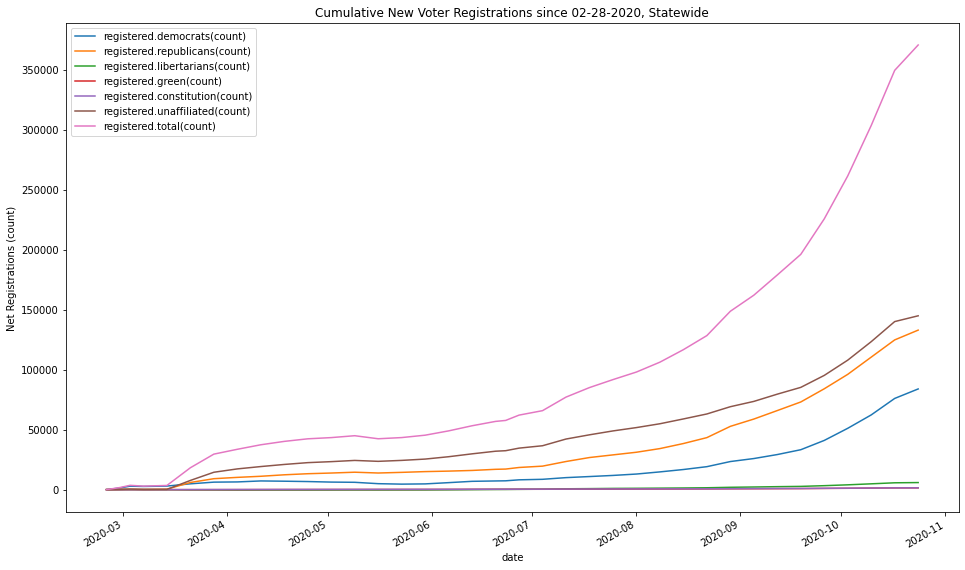 Cumulative New Voter Registrations since 02-28-2020, Statewide
registered.democrats(count)
registered.republicans(count)
registered.libertarians(count)
registered.green(count)
registered.constitution(count)
registered.unaffiliated(count)
registered.total(count)
Net Registrations (count)
350000
300000
250000
200000
150000
100000
50000
0
2020-03
2020-04
2020-05
2020-06
2020-07
2020-08
2020-09
2020-10
2020-11
date